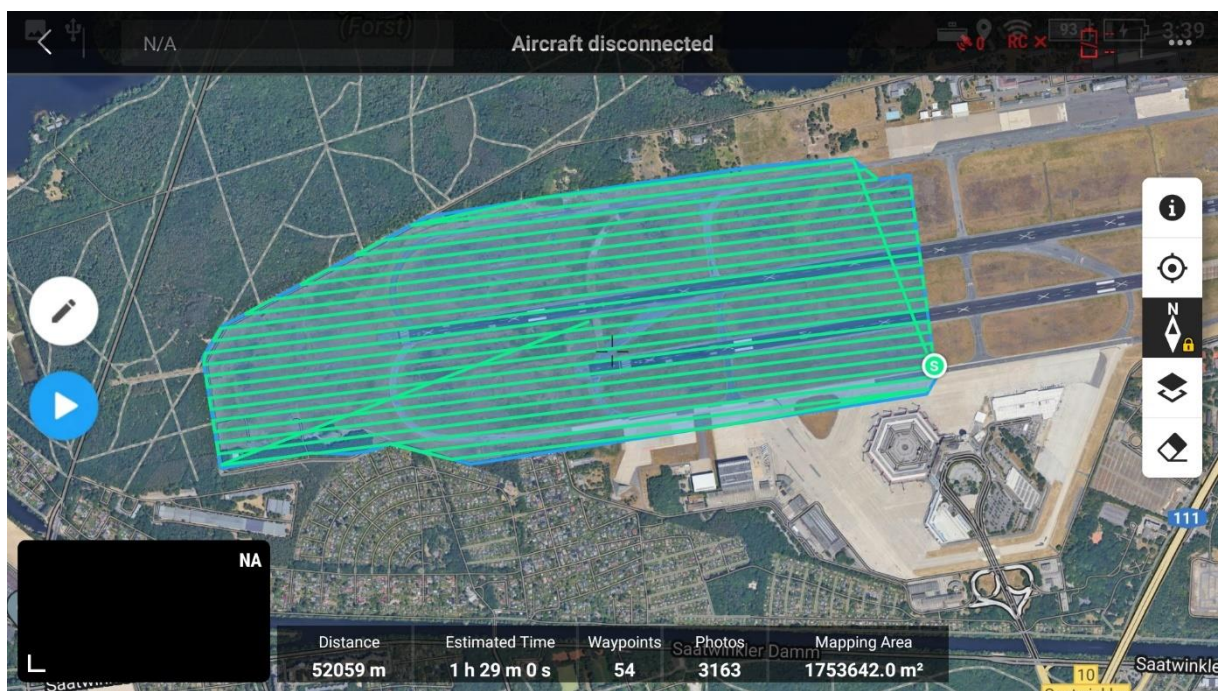 (Forst)
N/A
Aircraft disconnected
0
RC ×
93
3:39
N
S
111
NA
Distance
Estimated Time
Waypoints
Photos
Mapping Area
52059 m
1 h 29 m 0 s
54
3163
1753642.0 m²
Saatwinkler Damm
10
Saatwinkle